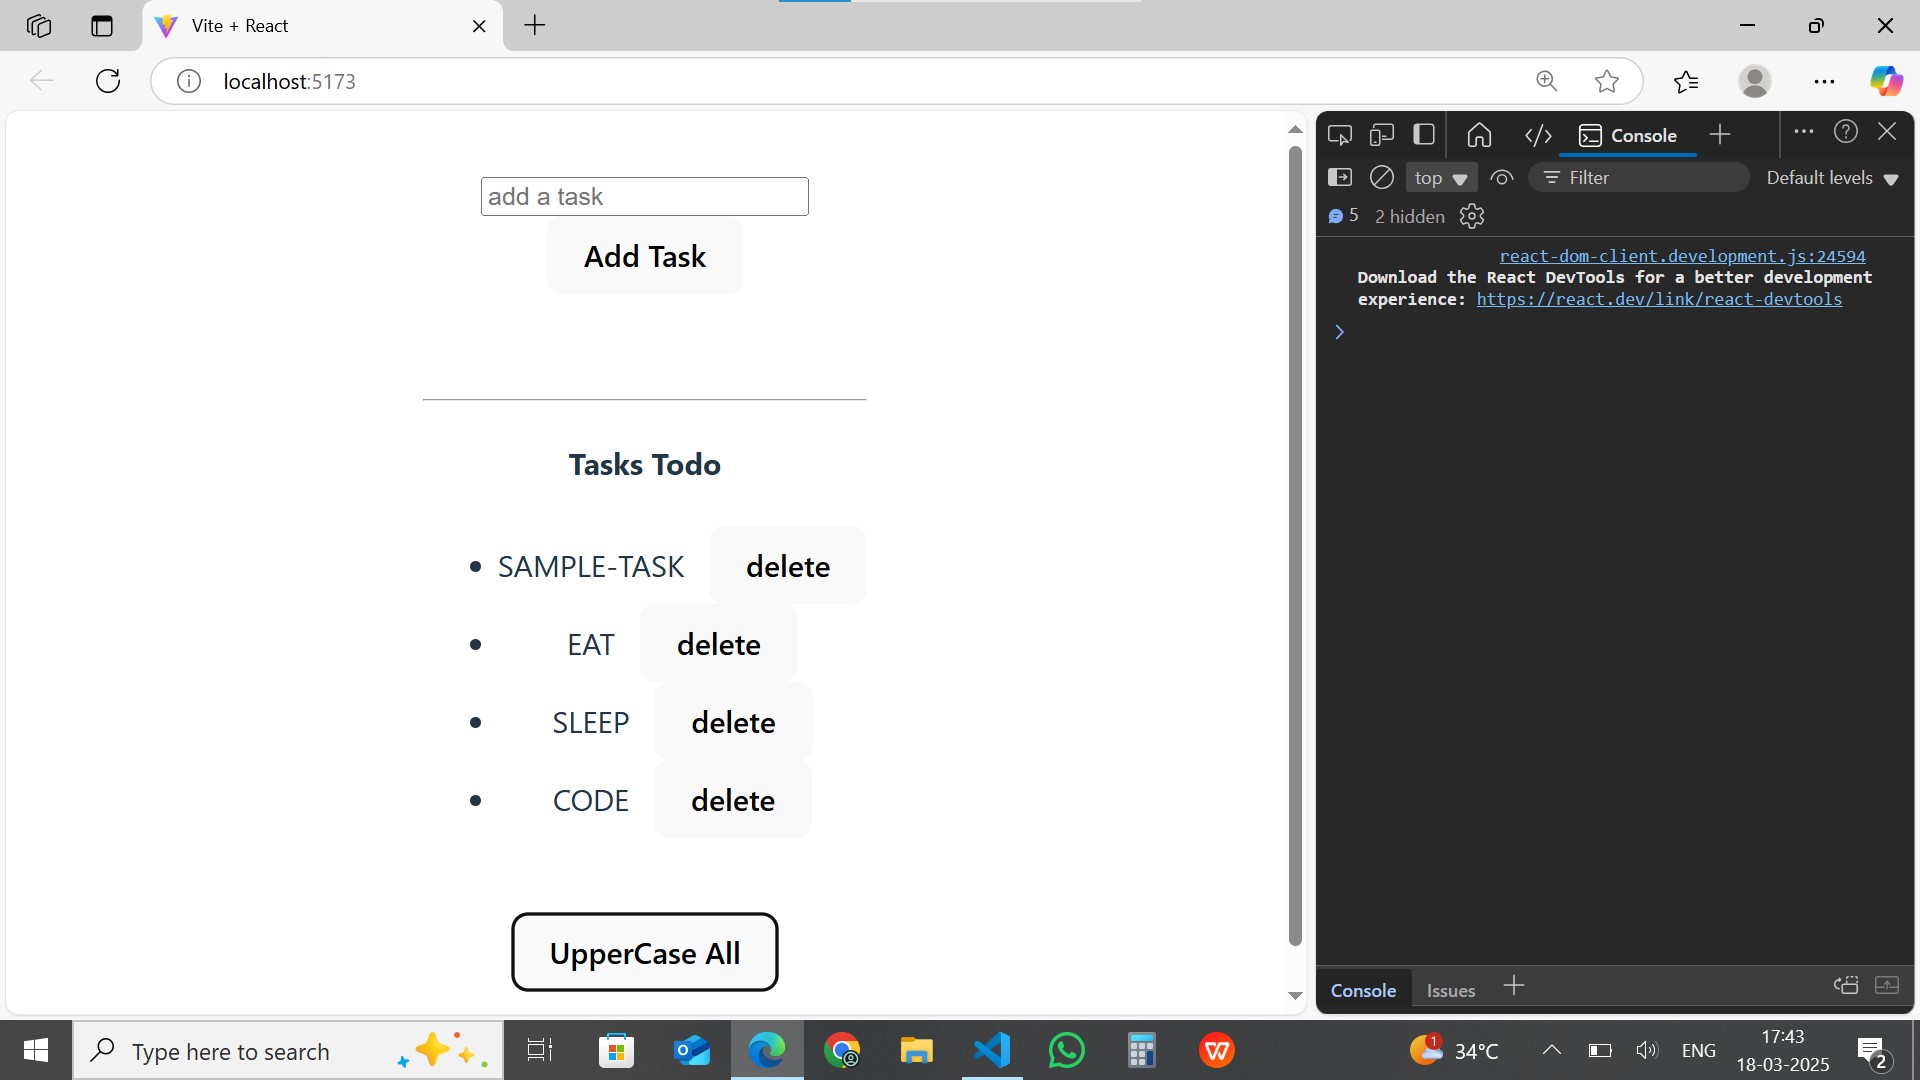 Vite + React
localhost:5173
add a task
Add Task
Tasks Todo
• SAMPLE-TASK delete
• EAT delete
• SLEEP delete
• CODE delete
UpperCase All
Console
top
Filter
Default levels
5 2 hidden
react-dom-client.development.js:24594
Download the React DevTools for a better development
experience: https://react.dev/link/react-devtools
Console Issues
Type here to search
1
34°C
ENG
17:43
18-03-2025
2